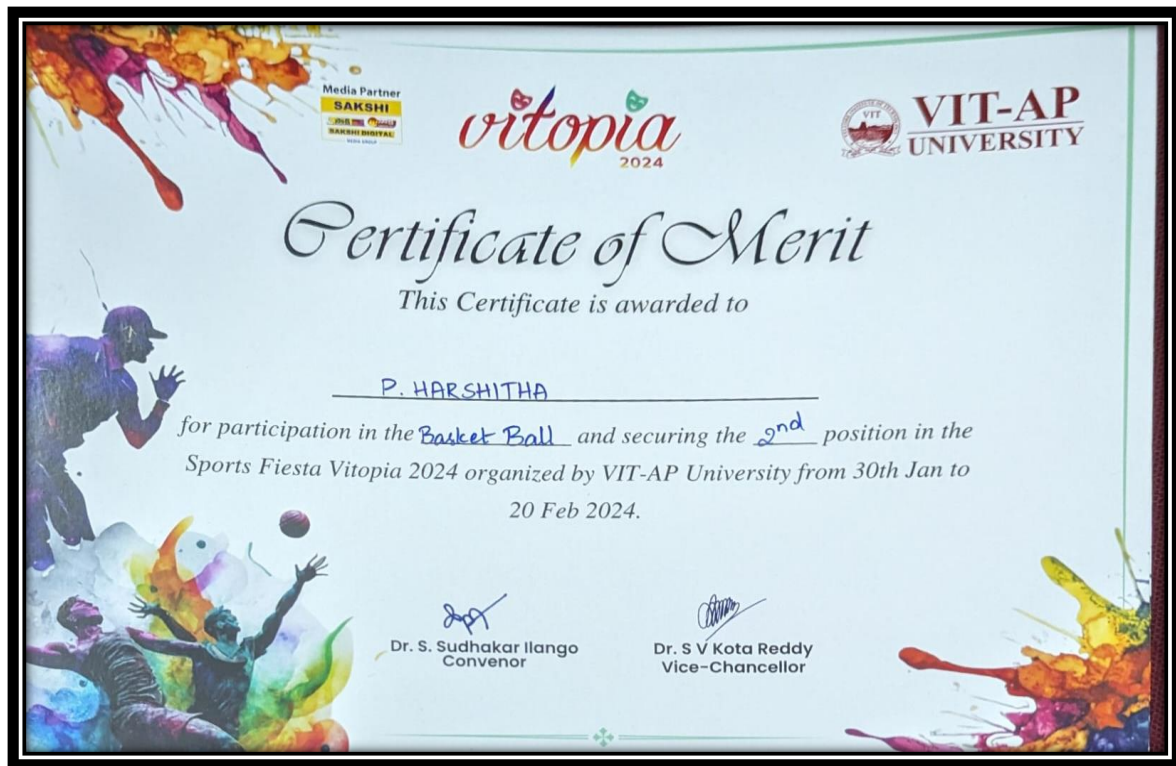 Media Partner
SAKSHI
SAKSHI DIGITAL
MEDIA GROUP
vitopia
2024
VIT
VIT-AP
UNIVERSITY
Certificate of Merit
This Certificate is awarded to
P. HARSHITHA
for participation in the Basket Ball and securing the 2nd position in the
Sports Fiesta Vitopia 2024 organized by VIT-AP University from 30th Jan to
20 Feb 2024.
Dr. S. Sudhakar Ilango
Convenor
Dr. S V Kota Reddy
Vice-Chancellor